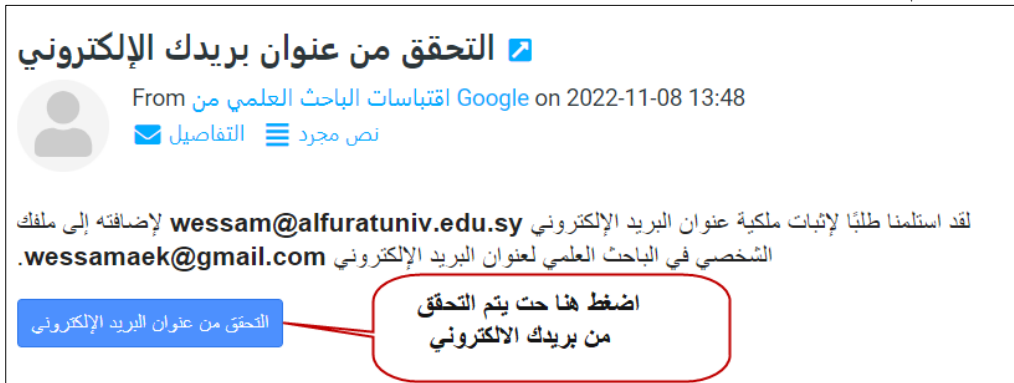 التحقق من عنوان بريدك الإلكتروني
From اقتباسات الباحث العلمي من Google on 2022-11-08 13:48
التفاصيل نص مجرد
لقد استلمنا طلبًا لإثبات ملكية عنوان البريد الإلكتروني wessam@alfuratuniv.edu.sy لإضافته إلى ملفك
الشخصي في الباحث العلمي لعنوان البريد الإلكتروني wessamaek@gmail.com.
اضغط هنا حت يتم التحقق
من بريدك الالكتروني
التحقق من عنوان البريد الإلكتروني